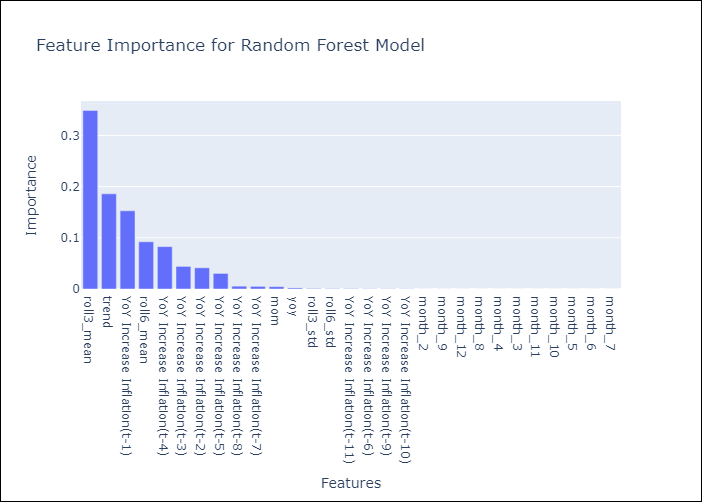 Feature Importance for Random Forest Model
Importance
0.3
0.2
0.1
0
roll3_mean
trend
YoY Increase Inflation(t-1)
roll6_mean
YoY Increase Inflation(t-4)
YoY Increase Inflation(t-3)
YoY Increase Inflation(t-2)
YoY Increase Inflation(t-5)
YoY Increase Inflation(t-8)
YoY Increase Inflation(t-7)
mom
yoy
roll3_std
roll6_std
YoY Increase Inflation(t-11)
YoY Increase Inflation(t-6)
YoY Increase Inflation(t-9)
YoY Increase Inflation(t-10)
month_2
month_9
month_12
month_8
month_4
month_3
month_11
month_10
month_5
month_6
month_7
Features